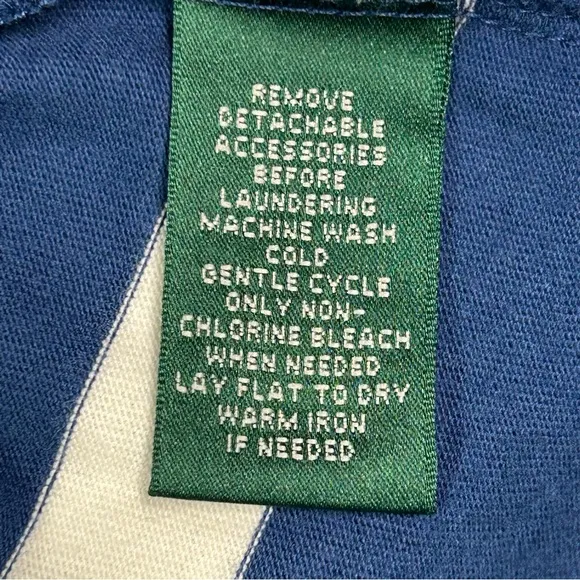 REMOVE
DETACHABLE
ACCESSORIES
BEFORE
LAUNDERING
MACHINE WASH
COLD
GENTLE CYCLE
ONLY NON-
CHLORINE BLEACH
WHEN NEEDED
LAY FLAT TO DRY
WARM IRON
IF NEEDED